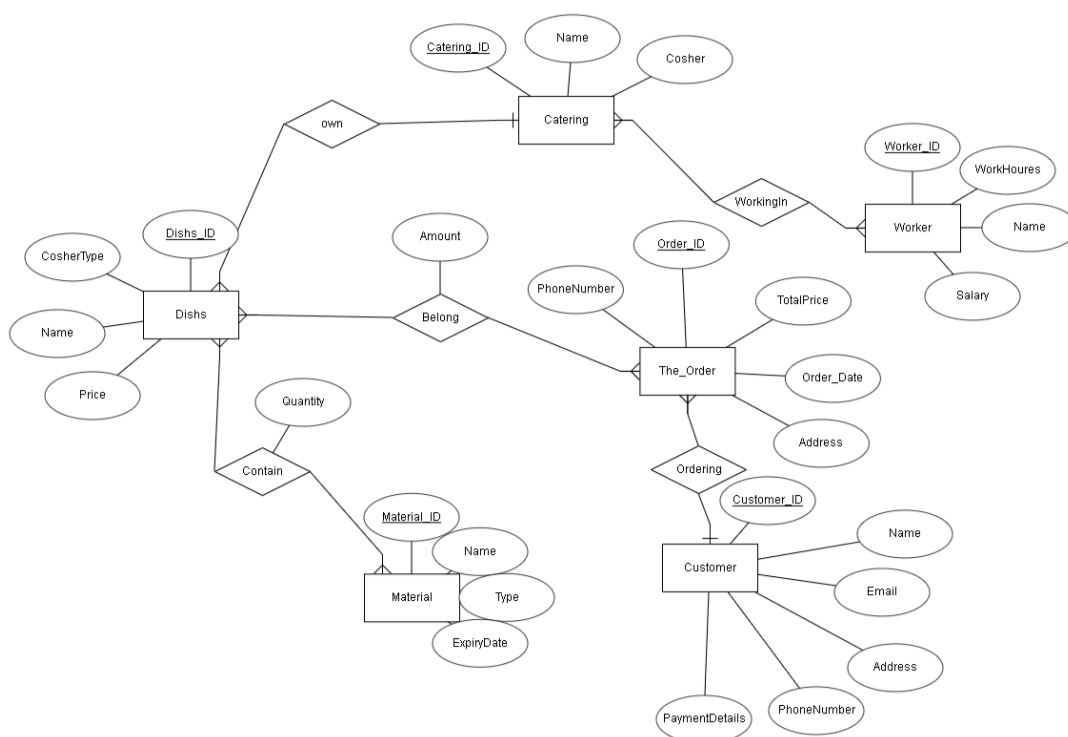 Name
Catering_ID
Cosher
Catering
own
Worker_ID
WorkHoures
WorkingIn
Worker
Name
Salary
Dishs_ID
CosherType
Dishs
Name
Price
Amount
Belong
Order_ID
PhoneNumber
TotalPrice
The_Order
Order_Date
Address
Quantity
Contain
Ordering
Material_ID
Name
Material
Type
ExpiryDate
Customer_ID
Name
Customer
Email
Address
PhoneNumber
PaymentDetails